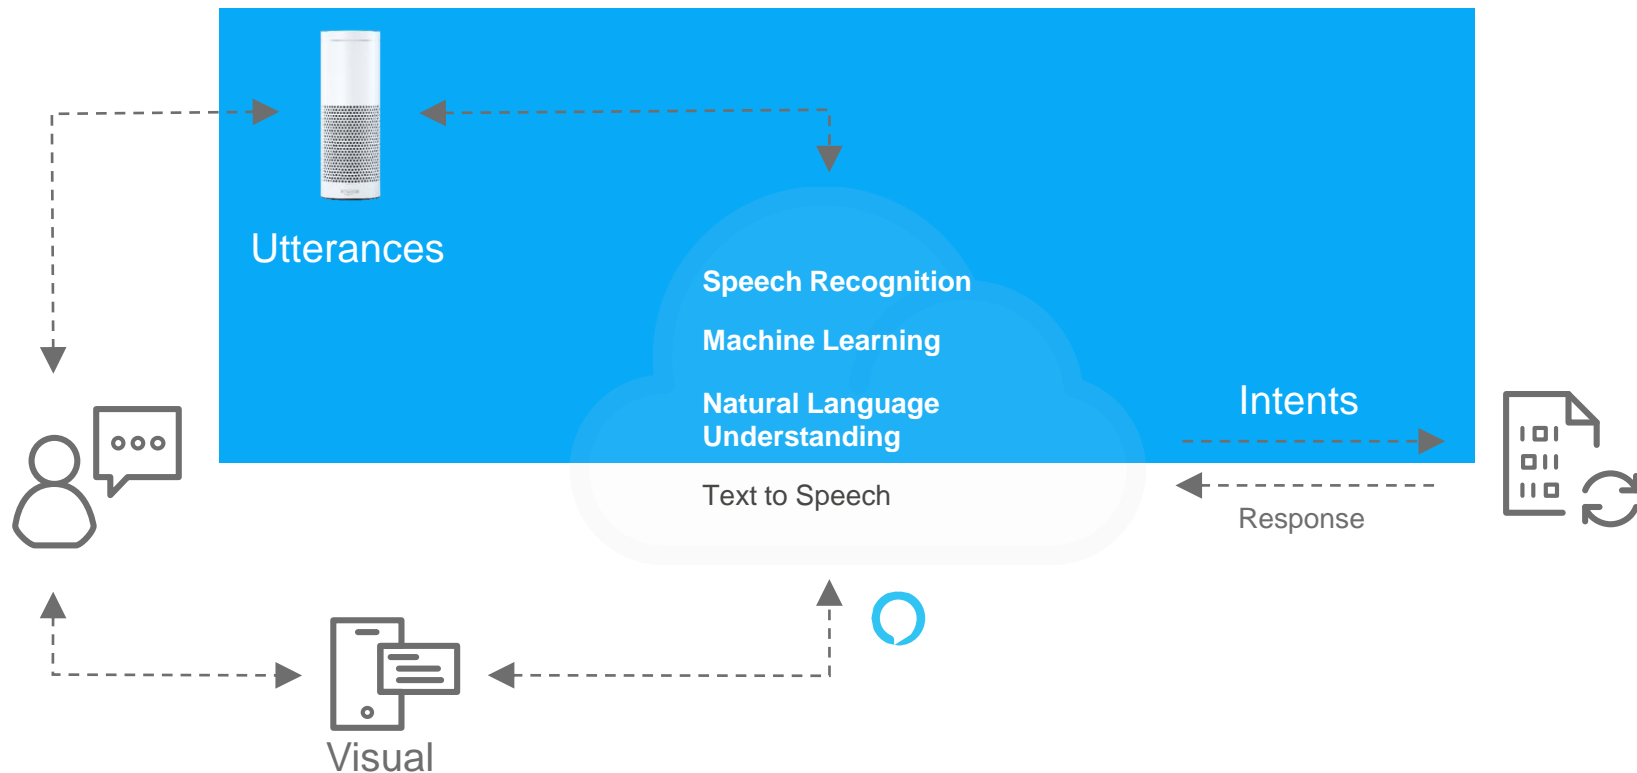 Utterances
Speech Recognition
Machine Learning
Natural Language
Understanding
Text to Speech
Intents
Response
Visual